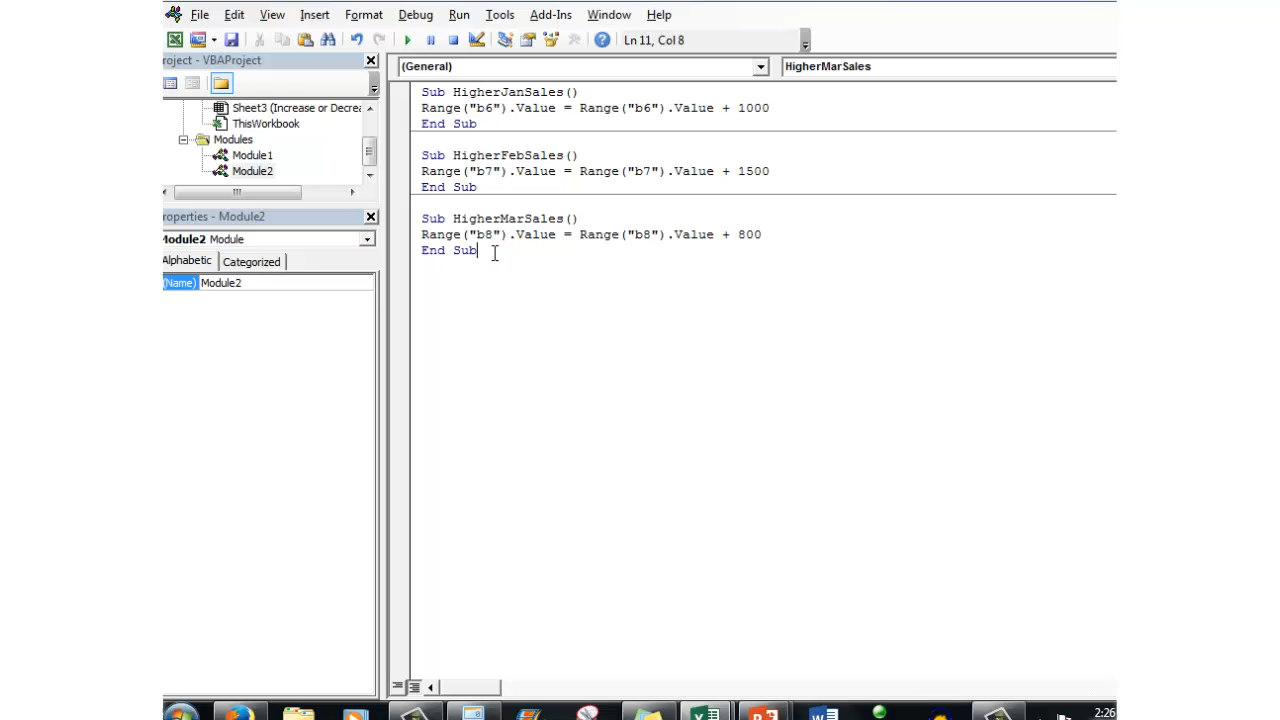 File Edit View Insert Format Debug Run Tools Add-Ins Window Help
Ln 11, Col 8
roject - VBAProject
(General) HigherMarSales
Sheet3 (Increase or Decrea
ThisWorkbook
Modules
Module1
Module2
roperties - Module2
Module2 Module
Alphabetic Categorized
(Name) Module2
Sub HigherJanSales()
Range("b6").Value = Range("b6").Value + 1000
End Sub
Sub HigherFebSales()
Range("b7").Value = Range("b7").Value + 1500
End Sub
Sub HigherMarSales()
Range("b8").Value = Range("b8").Value + 800
End Sub
2:26